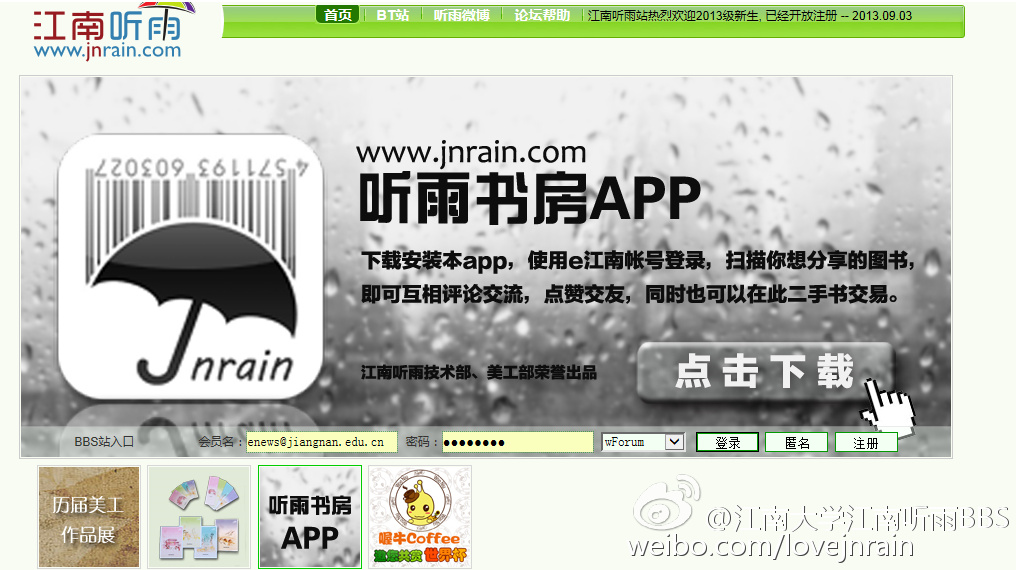 江南听雨
www.jnrain.com
首页 BT站 听雨微博 论坛帮助 江南听雨站热烈欢迎2013级新生, 已经开放注册 -- 2013.09.03
4 571193 603027
Jnrain
www.jnrain.com
听雨书房APP
下载安装本app，使用e江南帐号登录，扫描你想分享的图书，
即可互相评论交流，点赞交友，同时也可以在此二手书交易。
江南听雨技术部、美工部荣誉出品
点击下载
BBS站入口 会员名： enews@jiangnan.edu.cn 密码： ●●●●●●●● wForum 登录 匿名 注册
历届美工
作品展
听雨书房
APP
喔牛Coffee
邀您共赏 世界杯
@江南大学江南听雨BBS
weibo.com/lovejnrain